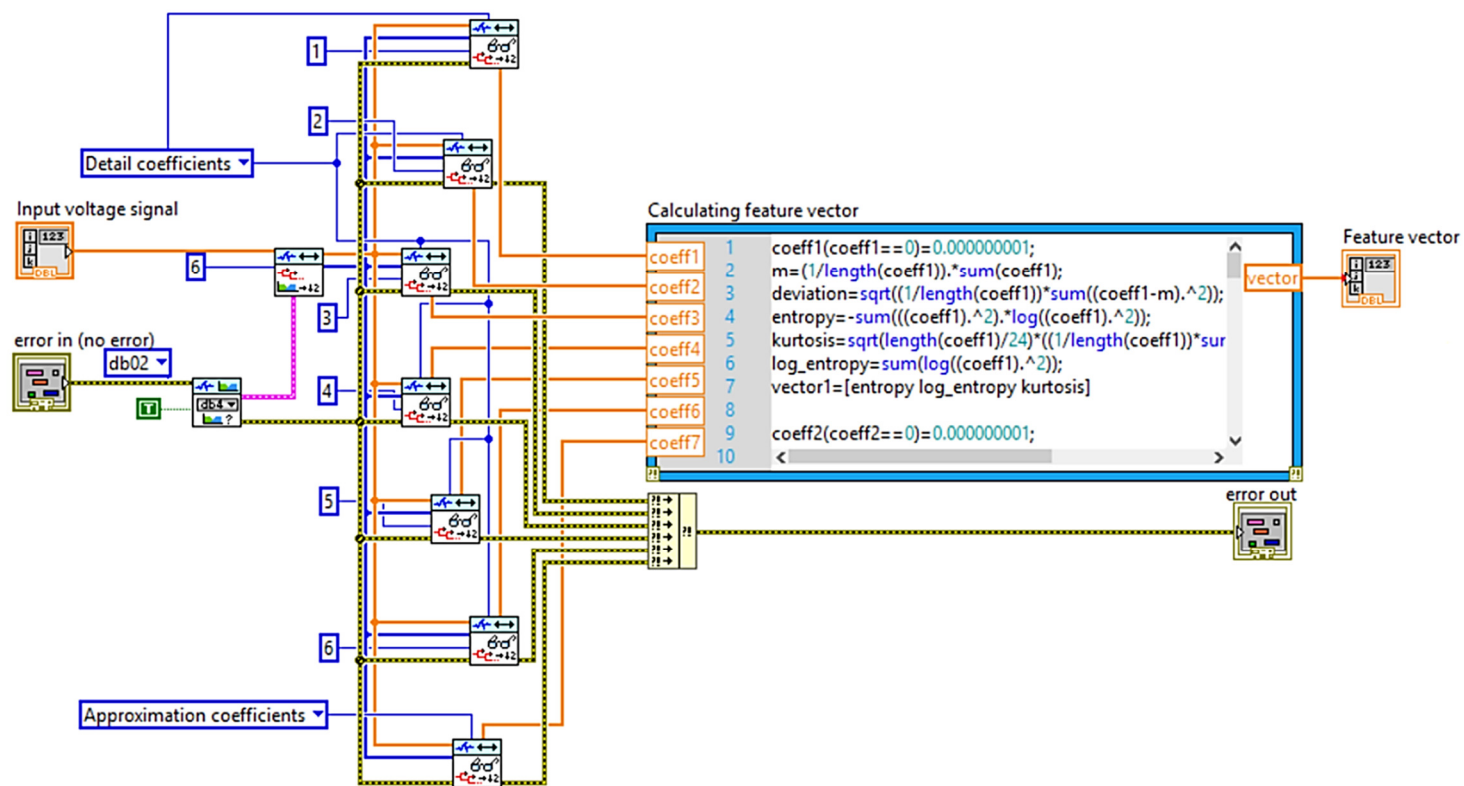 1
2
Detail coefficients
Input voltage signal
123
DBL
6
3
error in (no error)
db02
db4
?
T
4
5
6
Approximation coefficients
Calculating feature vector
coeff1
coeff2
coeff3
coeff4
coeff5
coeff6
coeff7
1 coeff1(coeff1==0)=0.000000001;
2 m=(1/length(coeff1)).*sum(coeff1);
3 deviation=sqrt((1/length(coeff1))*sum((coeff1-m).^2));
4 entropy=-sum(((coeff1).^2).*log((coeff1).^2));
5 kurtosis=sqrt(length(coeff1)/24)*((1/length(coeff1))*sur
6 log_entropy=sum(log((coeff1).^2));
7 vector1=[entropy log_entropy kurtosis]
8
9 coeff2(coeff2==0)=0.000000001;
10
vector
Feature vector
123
DBL
error out